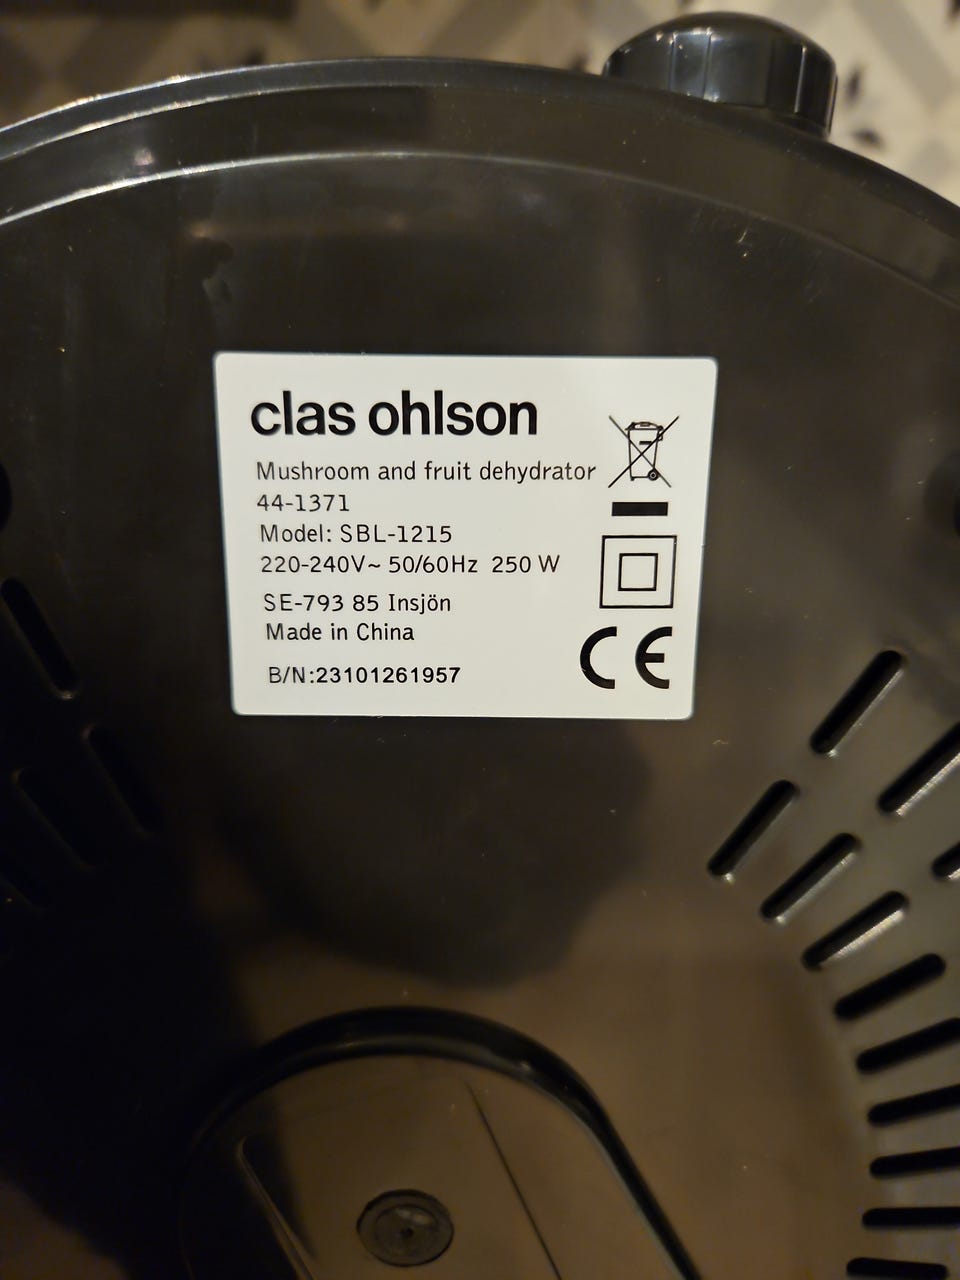 clas ohlson
Mushroom and fruit dehydrator
44-1371
Model: SBL-1215
220-240V~ 50/60Hz 250 W
SE-793 85 Insjön
Made in China
B/N:23101261957
CE